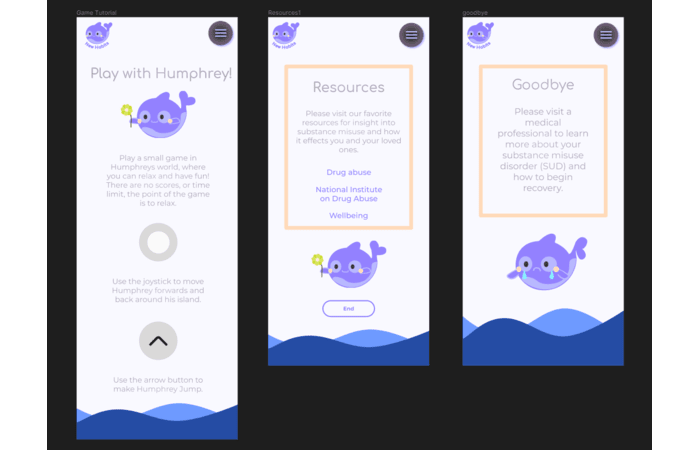 Game Tutorial
New Habits
Play with Humphrey!
Play a small game in
Humphreys world, where
you can relax and have fun!
There are no scores, or time
limit, the point of the game
is to relax.
Use the joystick to move
Humphrey forwards and
back around his island.
Use the arrow button to
make Humphrey Jump.
Resources1
Resources
Please visit our favorite
resources for insight into
substance misuse and how
it effects you and your loved
ones.
Drug abuse
National Institute
on Drug Abuse
Wellbeing
End
goodbye
Goodbye
Please visit a
medical
professional to learn
more about your
substance misuse
disorder (SUD) and
how to begin
recovery.